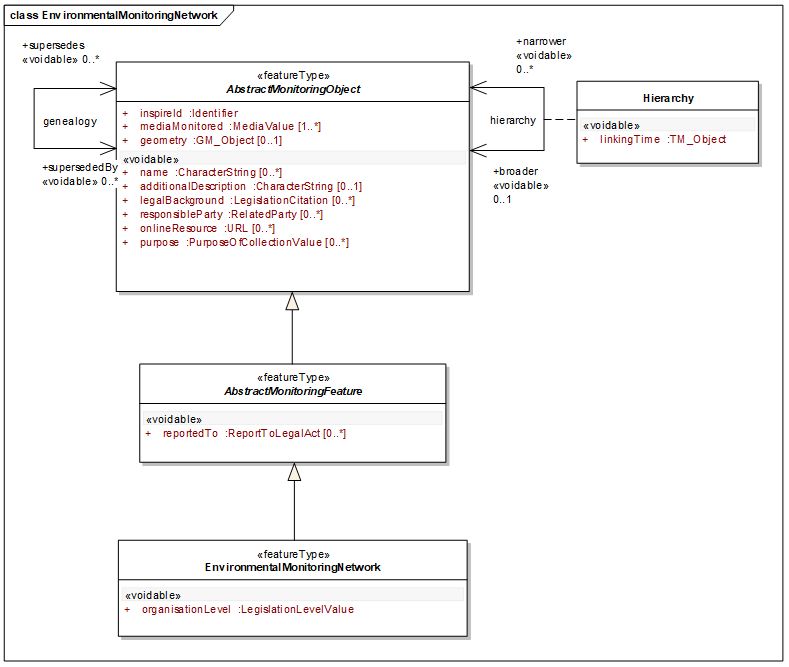 class EnvironmentalMonitoringNetwork
+supersedes
«voidable» 0..*
genealogy
+supersededBy
«voidable» 0..*
«featureType»
AbstractMonitoringObject
+ inspireId :Identifier
+ mediaMonitored :MediaValue [1..*]
+ geometry :GM_Object [0..1]
«voidable»
+ name :CharacterString [0..*]
+ additionalDescription :CharacterString [0..1]
+ legalBackground :LegislationCitation [0..*]
+ responsibleParty :RelatedParty [0..*]
+ onlineResource :URL [0..*]
+ purpose :PurposeOfCollectionValue [0..*]
+narrower
«voidable»
0..*
hierarchy
+broader
«voidable»
0..1
Hierarchy
«voidable»
+ linkingTime :TM_Object
«featureType»
AbstractMonitoringFeature
«voidable»
+ reportedTo :ReportToLegalAct [0..*]
«featureType»
EnvironmentalMonitoringNetwork
«voidable»
+ organisationLevel :LegislationLevelValue